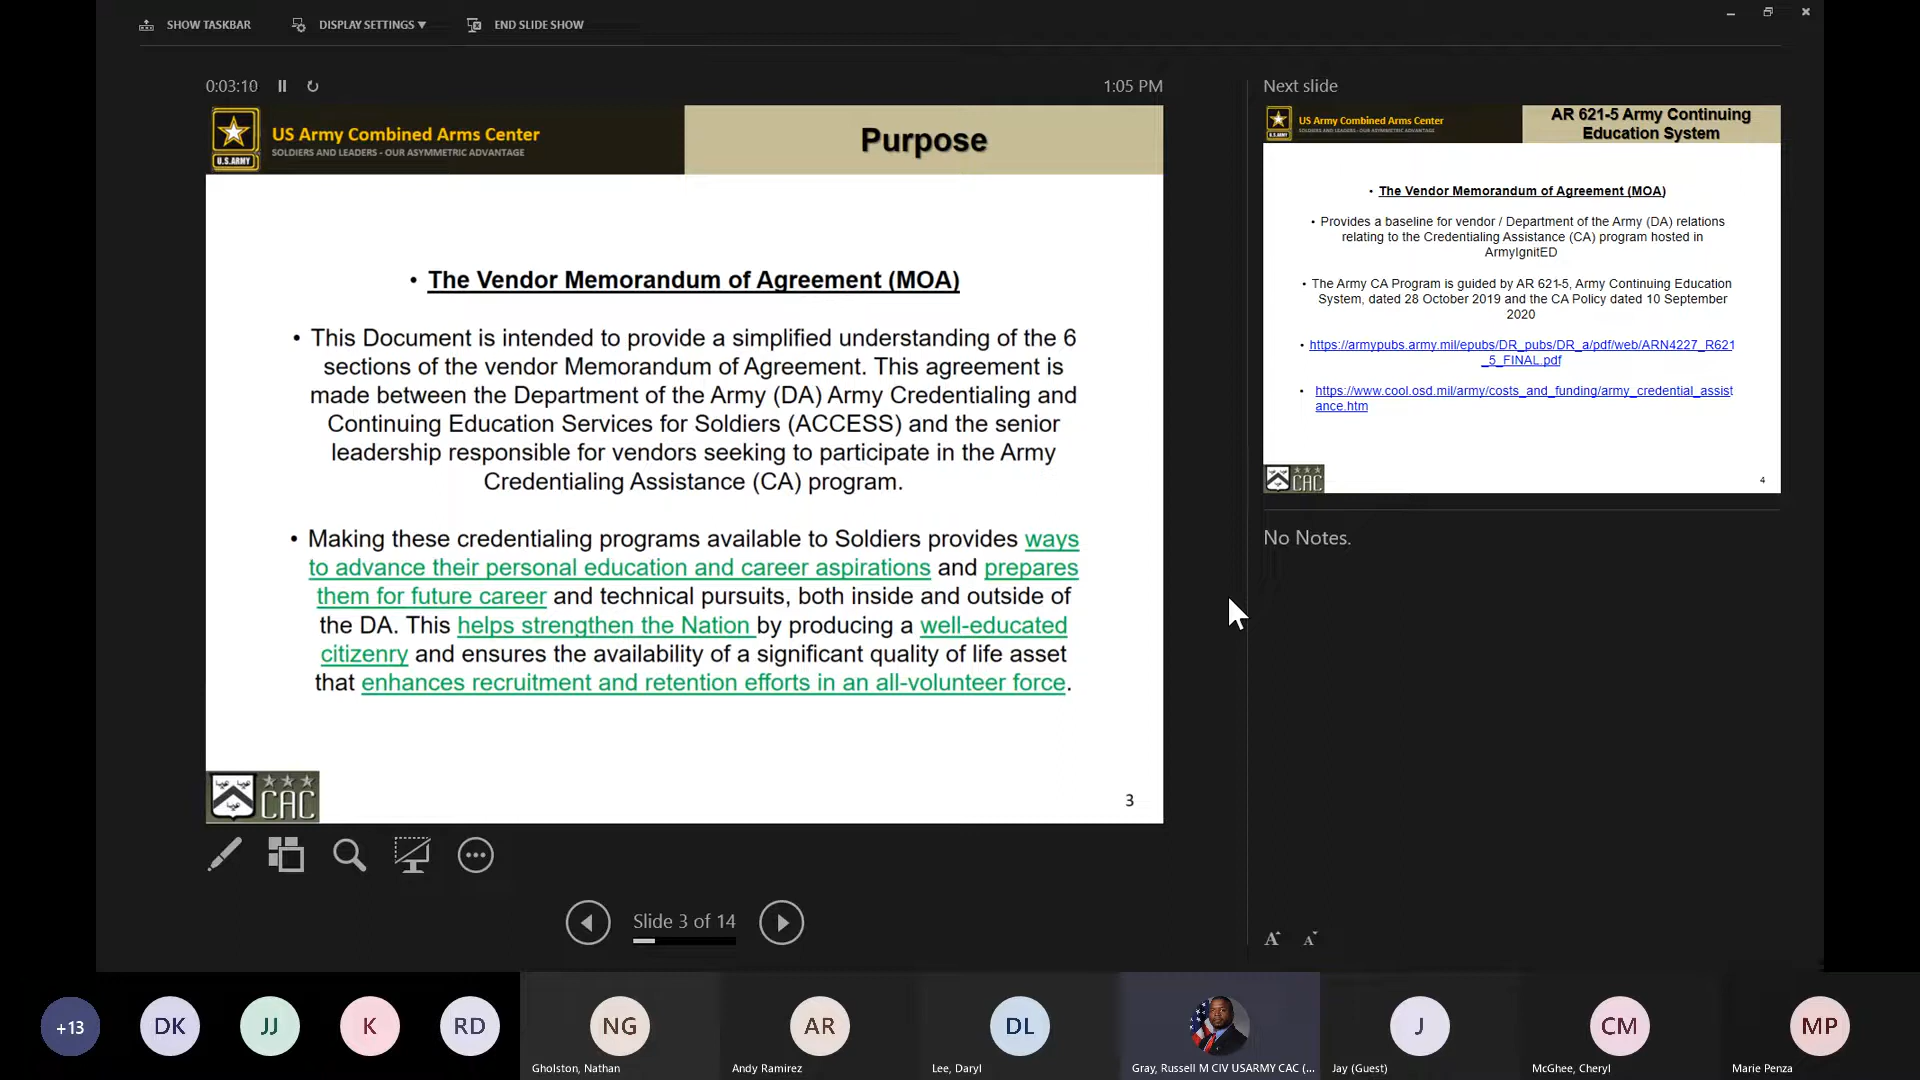 SHOW TASKBAR
DISPLAY SETTINGS ▼
END SLIDE SHOW
0:03:10
1:05 PM
U.S.ARMY
US Army Combined Arms Center
SOLDIERS AND LEADERS - OUR ASYMMETRIC ADVANTAGE
Purpose
• The Vendor Memorandum of Agreement (MOA)
• This Document is intended to provide a simplified understanding of the 6
sections of the vendor Memorandum of Agreement. This agreement is
made between the Department of the Army (DA) Army Credentialing and
Continuing Education Services for Soldiers (ACCESS) and the senior
leadership responsible for vendors seeking to participate in the Army
Credentialing Assistance (CA) program.
• Making these credentialing programs available to Soldiers provides ways
to advance their personal education and career aspirations and prepares
them for future career and technical pursuits, both inside and outside of
the DA. This helps strengthen the Nation by producing a well-educated
citizenry and ensures the availability of a significant quality of life asset
that enhances recruitment and retention efforts in an all-volunteer force.
CAC
3
Slide 3 of 14
Next slide
U.S.ARMY
US Army Combined Arms Center
SOLDIERS AND LEADERS - OUR ASYMMETRIC ADVANTAGE
AR 621-5 Army Continuing
Education System
• The Vendor Memorandum of Agreement (MOA)
• Provides a baseline for vendor / Department of the Army (DA) relations
relating to the Credentialing Assistance (CA) program hosted in
ArmyIgnitED
• The Army CA Program is guided by AR 621-5, Army Continuing Education
System, dated 28 October 2019 and the CA Policy dated 10 September
2020
• https://armypubs.army.mil/epubs/DR_pubs/DR_a/pdf/web/ARN4227_R621
_5_FINAL.pdf
• https://www.cool.osd.mil/army/costs_and_funding/army_credential_assist
ance.htm
CAC
4
No Notes.
A A
+13
DK
JJ
K
RD
NG
Gholston, Nathan
AR
Andy Ramirez
DL
Lee, Daryl
Gray, Russell M CIV USARMY CAC (...
J
Jay (Guest)
CM
McGhee, Cheryl
MP
Marie Penza